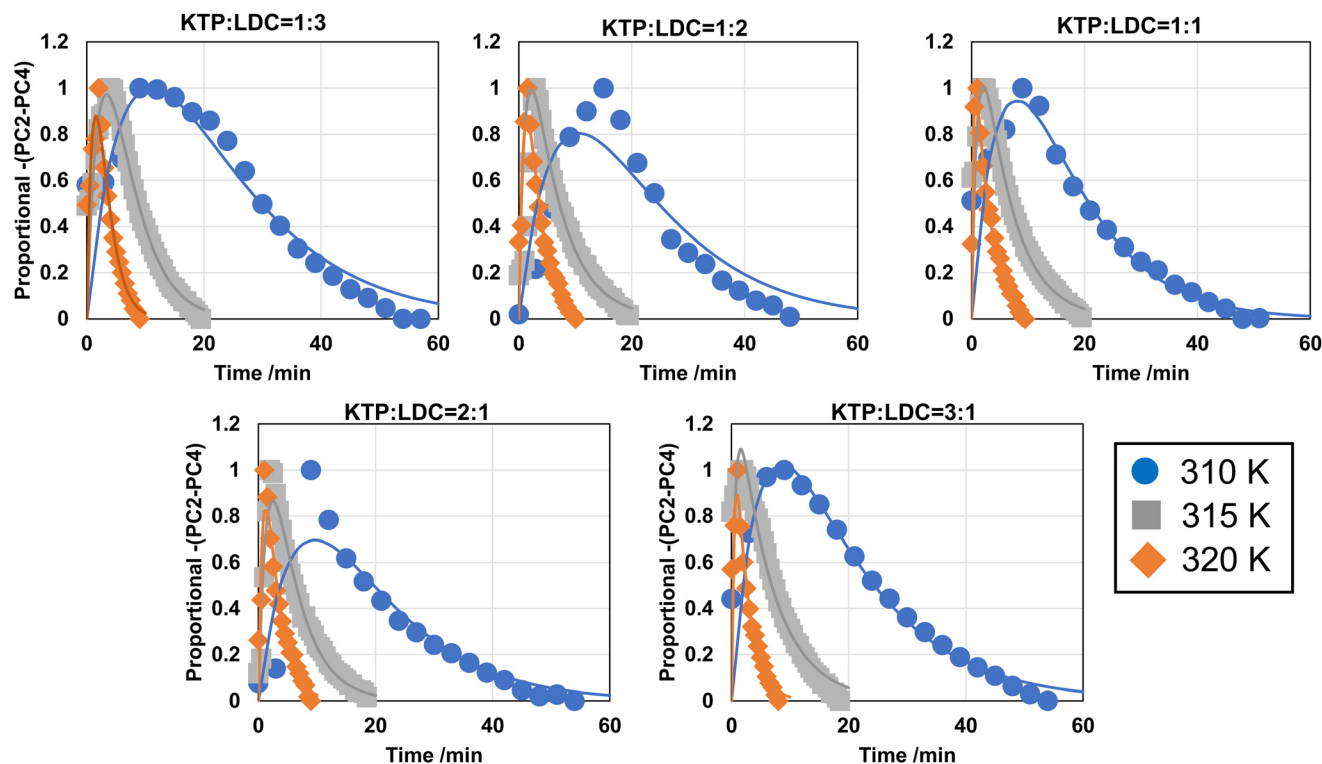 KTP:LDC=1:3
KTP:LDC=1:2
KTP:LDC=1:1
Proportional -(PC2-PC4)
1.2
1
0.8
0.6
0.4
0.2
0
0 20 40 60
Time /min
1.2
1
0.8
0.6
0.4
0.2
0
0 20 40 60
Time /min
1.2
1
0.8
0.6
0.4
0.2
0
0 20 40 60
Time /min
KTP:LDC=2:1
KTP:LDC=3:1
Proportional -(PC2-PC4)
1.2
1
0.8
0.6
0.4
0.2
0
0 20 40 60
Time /min
Proportional -(PC2-PC4)
1.2
1
0.8
0.6
0.4
0.2
0
0 20 40 60
Time /min
310 K
315 K
320 K